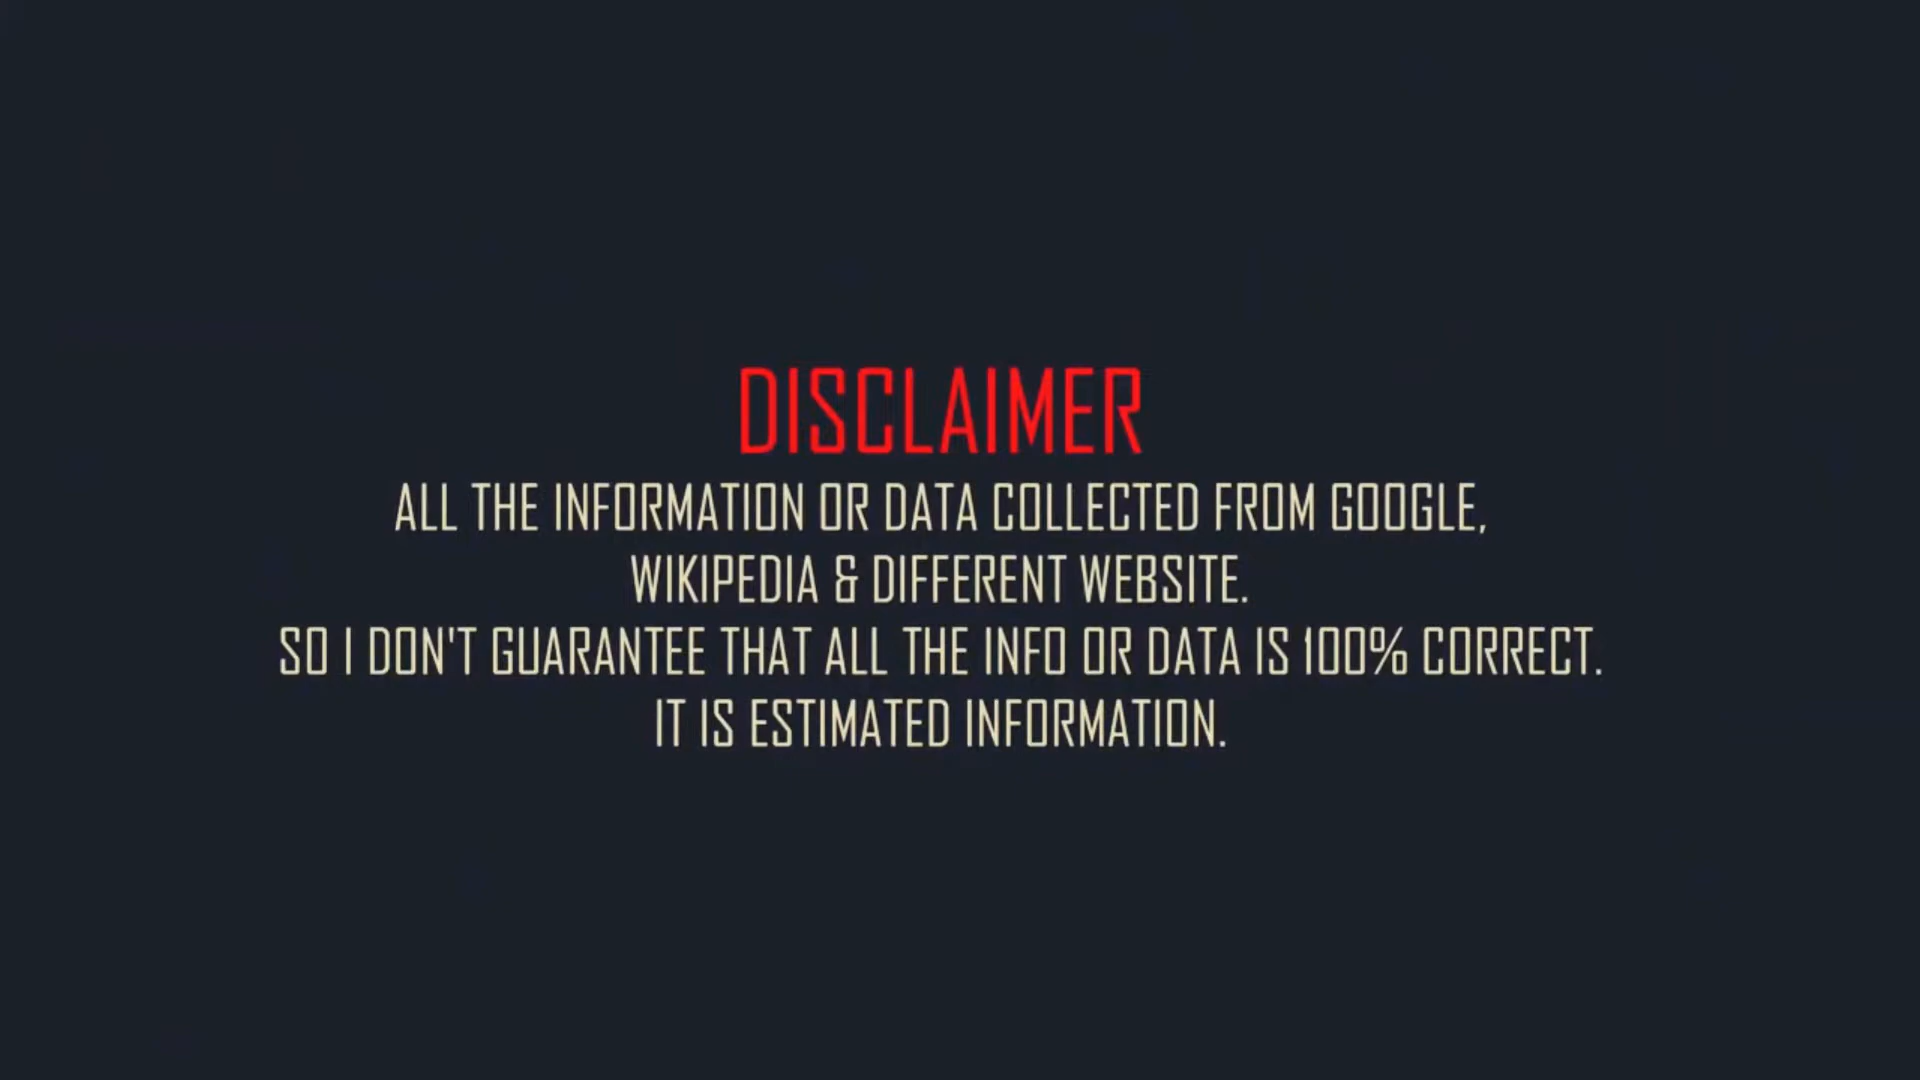 DISCLAIMER
ALL THE INFORMATION OR DATA COLLECTED FROM GOOGLE,
WIKIPEDIA & DIFFERENT WEBSITE.
SO I DON'T GUARANTEE THAT ALL THE INFO OR DATA IS 100% CORRECT.
IT IS ESTIMATED INFORMATION.